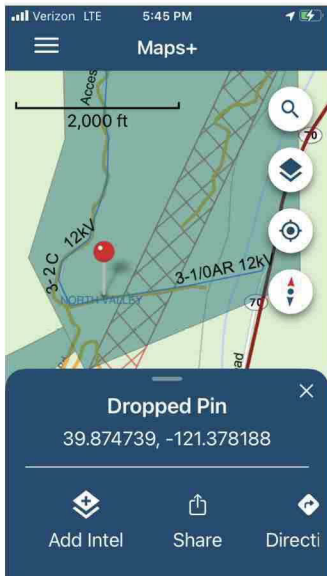 Verizon LTE 5:45 PM
Maps+
Acces
2,000 ft
70
12kV
3-2 C
3-1/0AR 12kV
NORTH VALLEY
70
ad
Dropped Pin
39.874739, -121.378188
Add Intel Share Directi